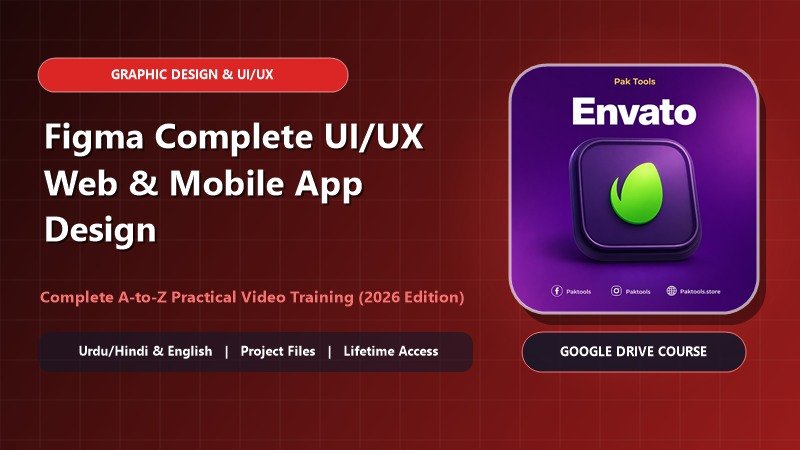 GRAPHIC DESIGN & UI/UX
Figma Complete UI/UX
Web & Mobile App
Design
Complete A-to-Z Practical Video Training (2026 Edition)
Urdu/Hindi & English | Project Files | Lifetime Access
Pak Tools
Envato
Paktools Paktools Paktools.store
GOOGLE DRIVE COURSE